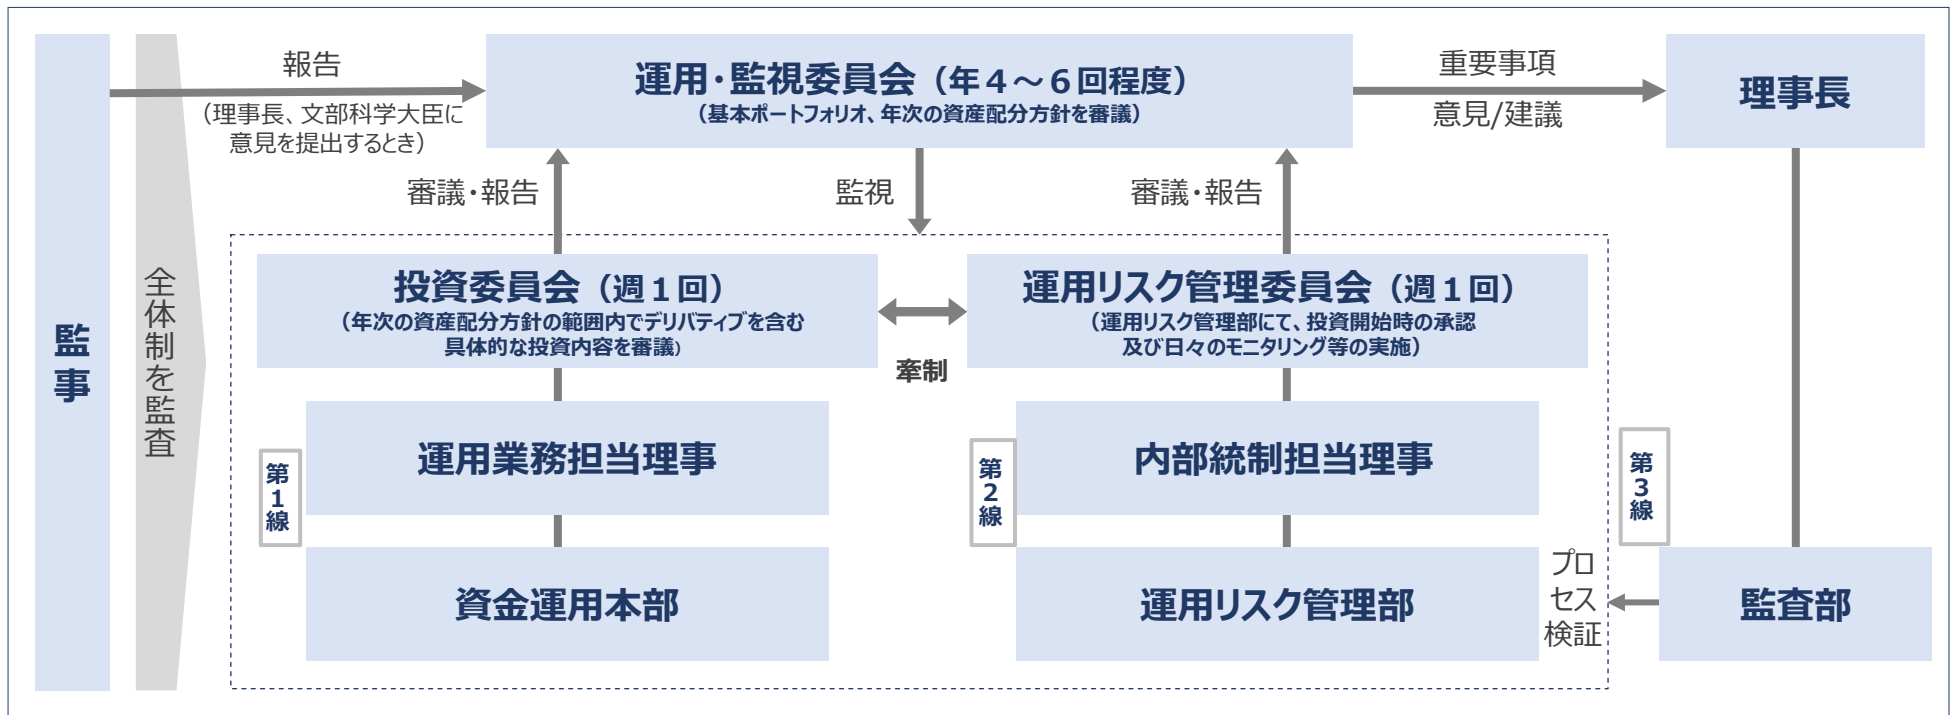 報告
（理事長、文部科学大臣に
意見を提出するとき）
運用・監視委員会（年４～６回程度）
（基本ポートフォリオ、年次の資産配分方針を審議）
重要事項
意見/建議
理事長
審議・報告
監視
審議・報告
監事
全体制を監査
投資委員会（週１回）
（年次の資産配分方針の範囲内でデリバティブを含む
具体的な投資内容を審議）
牽制
運用リスク管理委員会（週１回）
（運用リスク管理部にて、投資開始時の承認
及び日々のモニタリング等の実施）
第1線
運用業務担当理事
第2線
内部統制担当理事
第3線
資金運用本部
運用リスク管理部
プロ
セス
検証
監査部